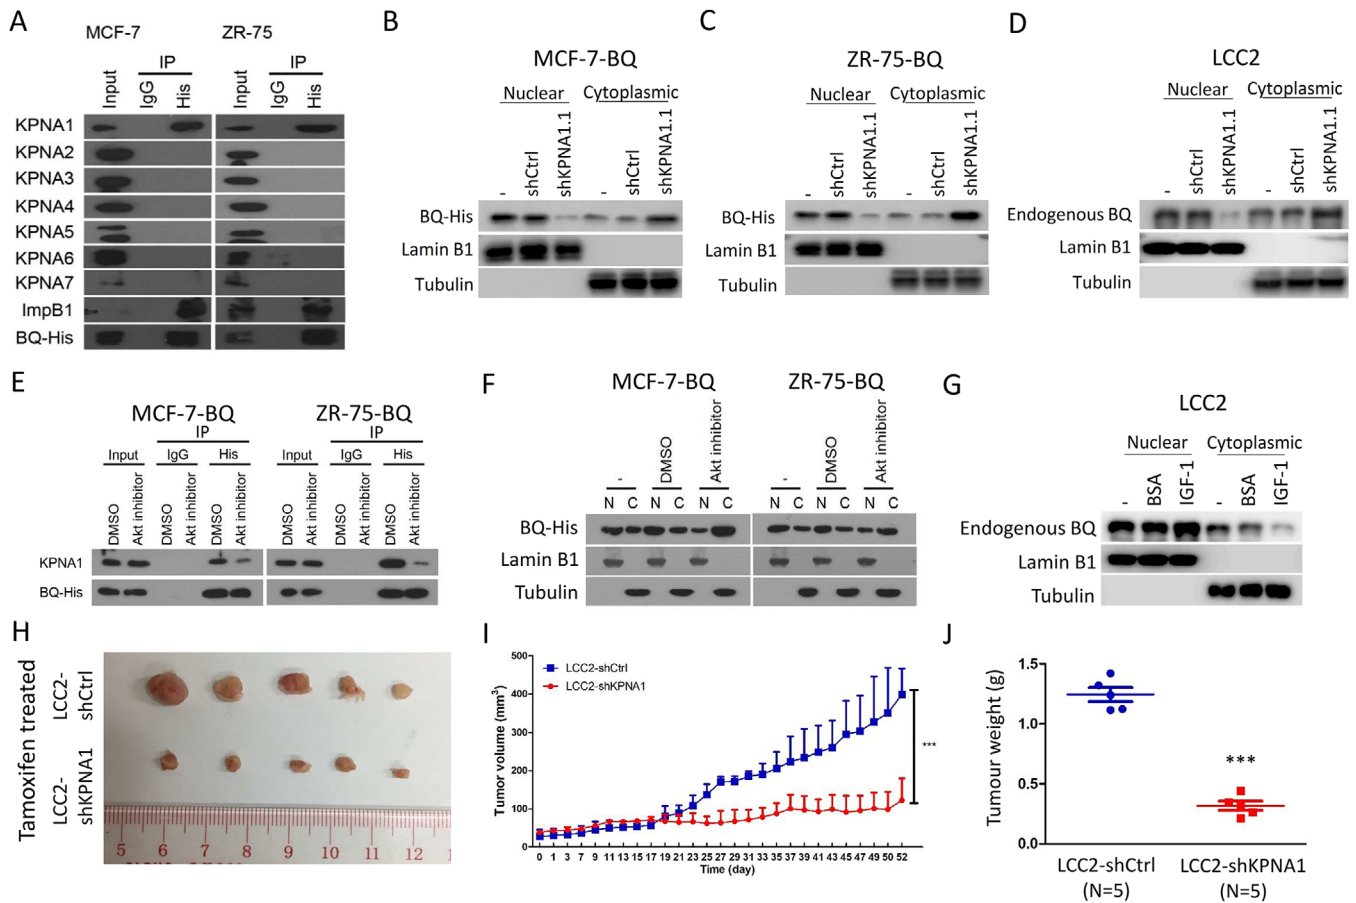 A
MCF-7
ZR-75
IP
IP
Input
IgG
His
Input
IgG
His
KPNA1
KPNA2
KPNA3
KPNA4
KPNA5
KPNA6
KPNA7
ImpB1
BQ-His
B
MCF-7-BQ
Nuclear
Cytoplasmic
-
shCtrl
shKPNA1.1
-
shCtrl
shKPNA1.1
BQ-His
Lamin B1
Tubulin
C
ZR-75-BQ
Nuclear
Cytoplasmic
-
shCtrl
shKPNA1.1
-
shCtrl
shKPNA1.1
BQ-His
Lamin B1
Tubulin
D
LCC2
Nuclear
Cytoplasmic
-
shCtrl
shKPNA1.1
-
shCtrl
shKPNA1.1
Endogenous BQ
Lamin B1
Tubulin
E
MCF-7-BQ
ZR-75-BQ
IP
IP
Input
IgG
His
Input
IgG
His
DMSO
Akt inhibitor
DMSO
Akt inhibitor
DMSO
Akt inhibitor
DMSO
Akt inhibitor
DMSO
Akt inhibitor
DMSO
Akt inhibitor
KPNA1
BQ-His
F
MCF-7-BQ
ZR-75-BQ
-
DMSO
Akt inhibitor
-
DMSO
Akt inhibitor
N C N C N C
N C N C N C
BQ-His
Lamin B1
Tubulin
G
LCC2
Nuclear
Cytoplasmic
-
BSA
IGF-1
-
BSA
IGF-1
Endogenous BQ
Lamin B1
Tubulin
H
Tamoxifen treated
LCC2-
shCtrl
LCC2-
shKPNA1
5 6 7 8 9 10 11 12
I
LCC2-shCtrl
LCC2-shKPNA1
Tumor volume (mm³)
500
400
300
200
100
0
***
0 1 3 7 9 11 13 15 17 19 21 23 25 27 29 31 33 35 37 39 41 43 45 47 49 50 52
Time (day)
J
Tumour weight (g)
1.5
1.0
0.5
0.0
***
LCC2-shCtrl
(N=5)
LCC2-shKPNA1
(N=5)